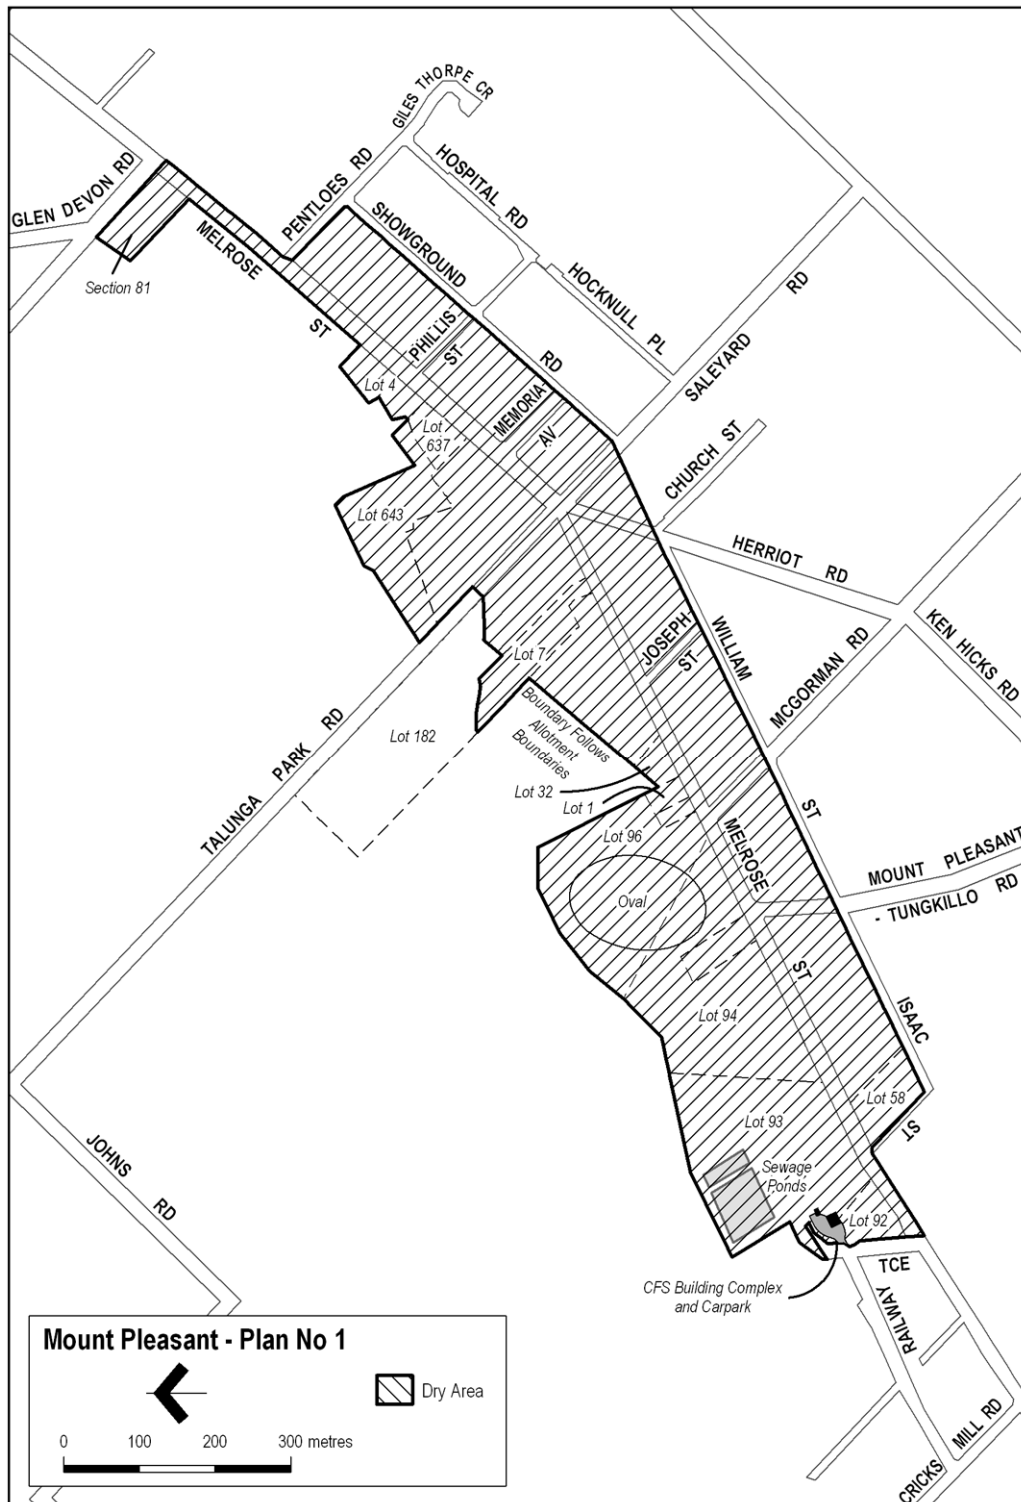 GILES THORPE CR
GLEN DEVON RD
PENTLOES RD
HOSPITAL RD
SHOWGROUND
RD
MELROSE
ST
Section 81
HOCKNULL PL
PHILLIS
ST
SALEYARD RD
Lot 4
MEMORIA
AV
Lot
637
CHURCH ST
Lot 643
HERRIOT RD
KEN HICKS RD
JOSEPH
ST
WILLIAM
ST
MCGORMAN RD
Lot 7
Boundary Follows
Allotment
Boundaries
TALUNGA PARK RD
Lot 182
Lot 32
Lot 1
Lot 96
MELROSE
ST
MOUNT PLEASANT
- TUNGKILLO RD
Oval
Lot 94
ISAAC
ST
Lot 58
JOHNS RD
Lot 93
Sewage
Ponds
Lot 92
TCE
RAILWAY
CFS Building Complex
and Carpark
MILL RD
CRICKS
Mount Pleasant - Plan No 1
Dry Area
0 100 200 300 metres